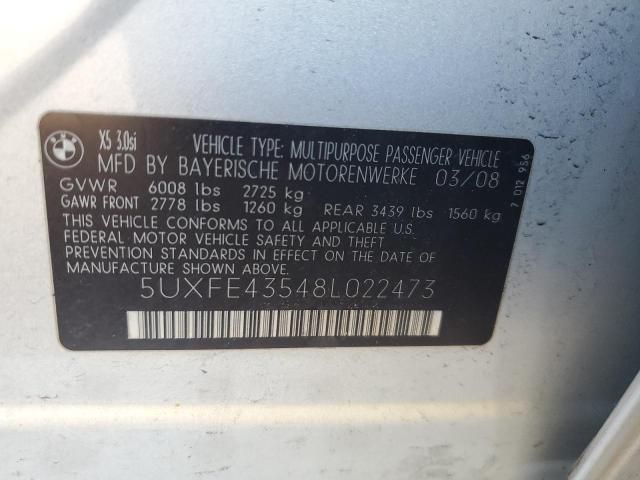 BMW
X5 3.0si
VEHICLE TYPE: MULTIPURPOSE PASSENGER VEHICLE
MFD BY BAYERISCHE MOTORENWERKE 03/08
GVWR 6008 lbs 2725 kg
GAWR FRONT 2778 lbs 1260 kg REAR 3439 lbs 1560 kg
THIS VEHICLE CONFORMS TO ALL APPLICABLE U.S.
FEDERAL MOTOR VEHICLE SAFETY AND THEFT
PREVENTION STANDARDS IN EFFECT ON THE DATE OF
MANUFACTURE SHOWN ABOVE.
5UXFE43548L022473
7 012 956